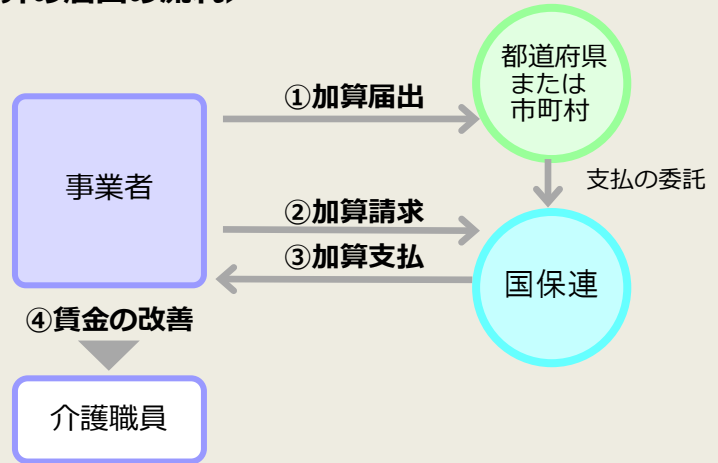 ①加算届出
都道府県
または
市町村
事業者
支払の委託
②加算請求
③加算支払
国保連
④賃金の改善
介護職員